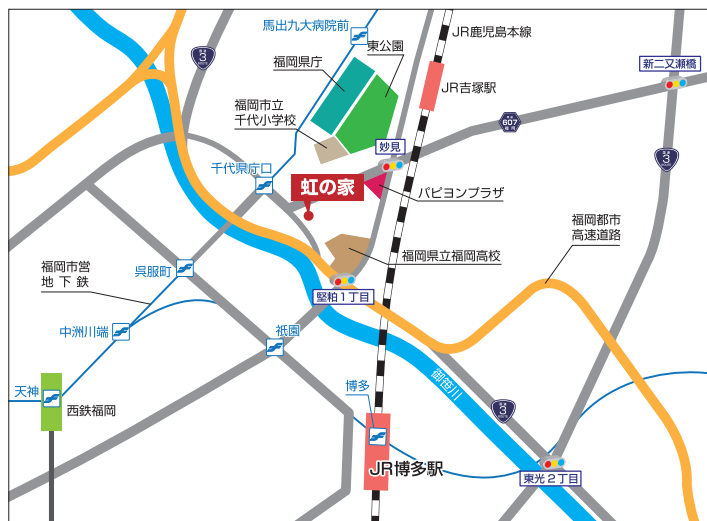 馬出九大病院前
JR鹿児島本線
3
福岡県庁
東公園
新二又瀬橋
JR吉塚駅
福岡市立
千代小学校
607
妙見
3
千代県庁口
虹の家
パピヨンプラザ
福岡都市
高速道路
福岡県立福岡高校
呉服町
福岡市営
地下鉄
堅粕1丁目
中洲川端
祇園
御笠川
天神
西鉄福岡
博多
3
JR博多駅
東光2丁目